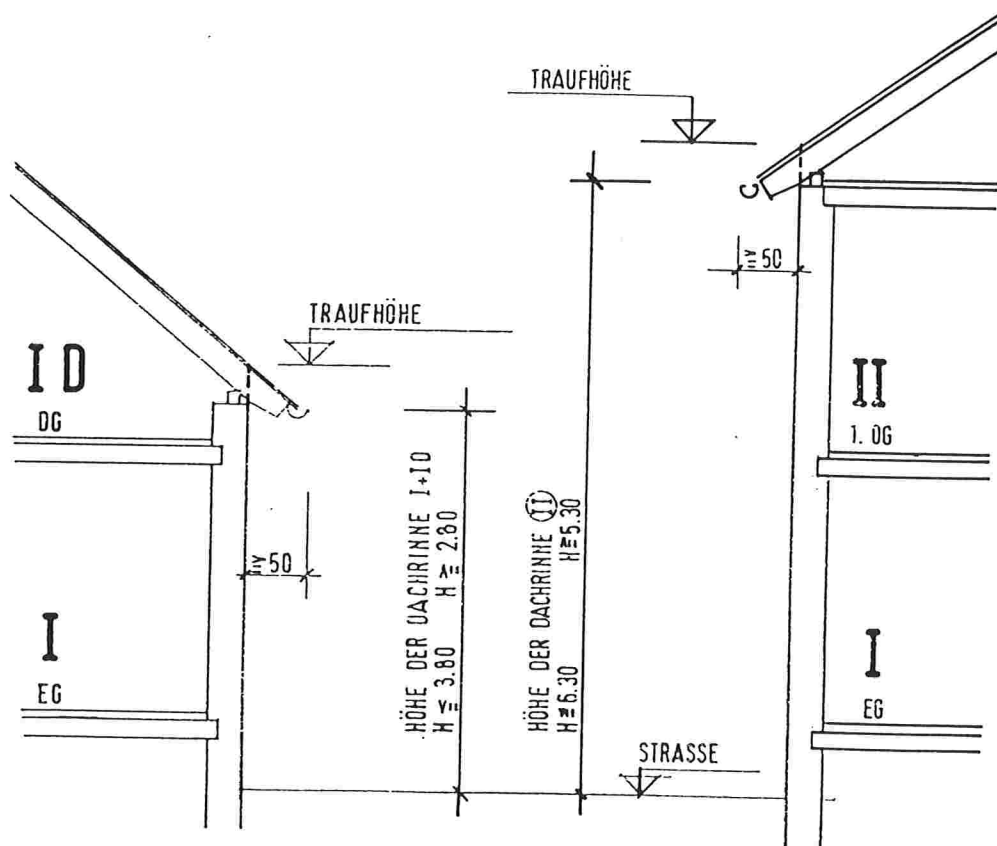 TRAUFHÖHE
TRAUFHÖHE
I D
DG
II
1. OG
≧50
≧50
HÖHE DER DACHRINNE I+ID
H ≦ 3.80 H ≧ 2.80
HÖHE DER DACHRINNE II
H≦6.30 H≧5.30
I
EG
I
EG
STRASSE